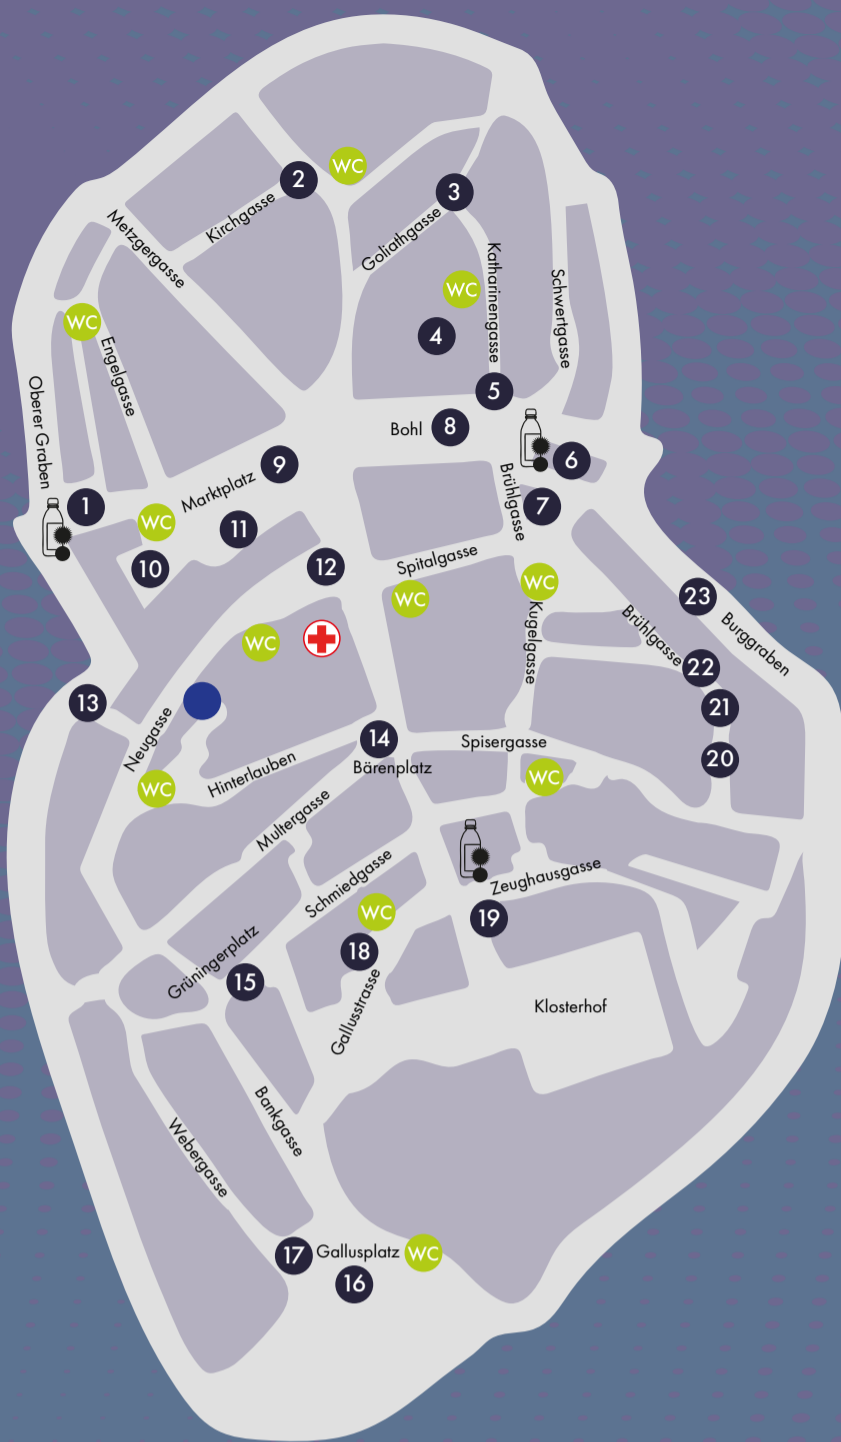 WC
2
3
Kirchgasse
Metzgergasse
Goliathgasse
Katharinengasse
Schwertgasse
WC
WC
4
Engelgasse
Oberer Graben
5
Bohl
8
6
9
Marktplatz
Brühlgasse
1
7
WC
11
10
12
Spitalgasse
WC
WC
Kugelgasse
23
Brühlgasse
Burggraben
WC
22
13
21
Neugasse
14
Spisergasse
20
Bärenplatz
Hinterlauben
WC
WC
Multergasse
Schmiedgasse
Zeughausgasse
WC
19
18
Grüningerplatz
15
Gallusstrasse
Klosterhof
Bankgasse
Webergasse
17
Gallusplatz
WC
16